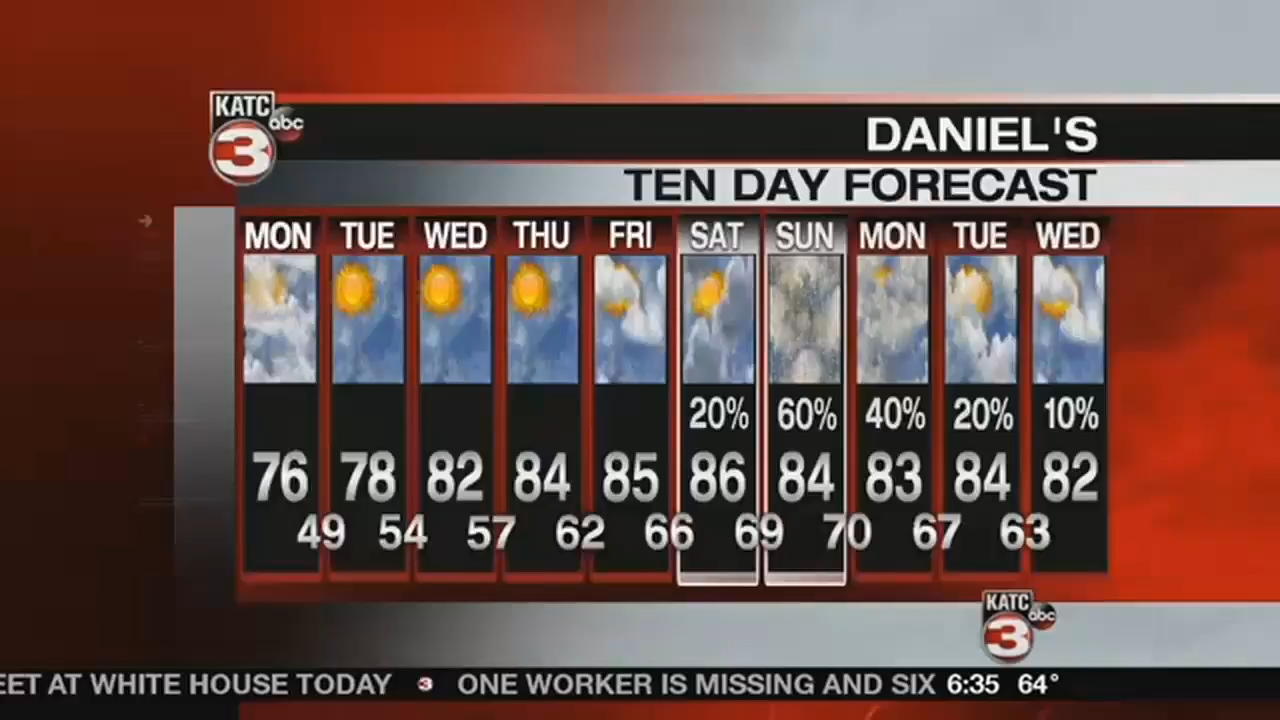 KATC
abc
3
DANIEL'S
TEN DAY FORECAST
MON TUE WED THU FRI SAT SUN MON TUE WED
20% 60% 40% 20% 10%
76 78 82 84 85 86 84 83 84 82
49 54 57 62 66 69 70 67 63
KATC
abc
3
EET AT WHITE HOUSE TODAY 3 ONE WORKER IS MISSING AND SIX 6:35 64°